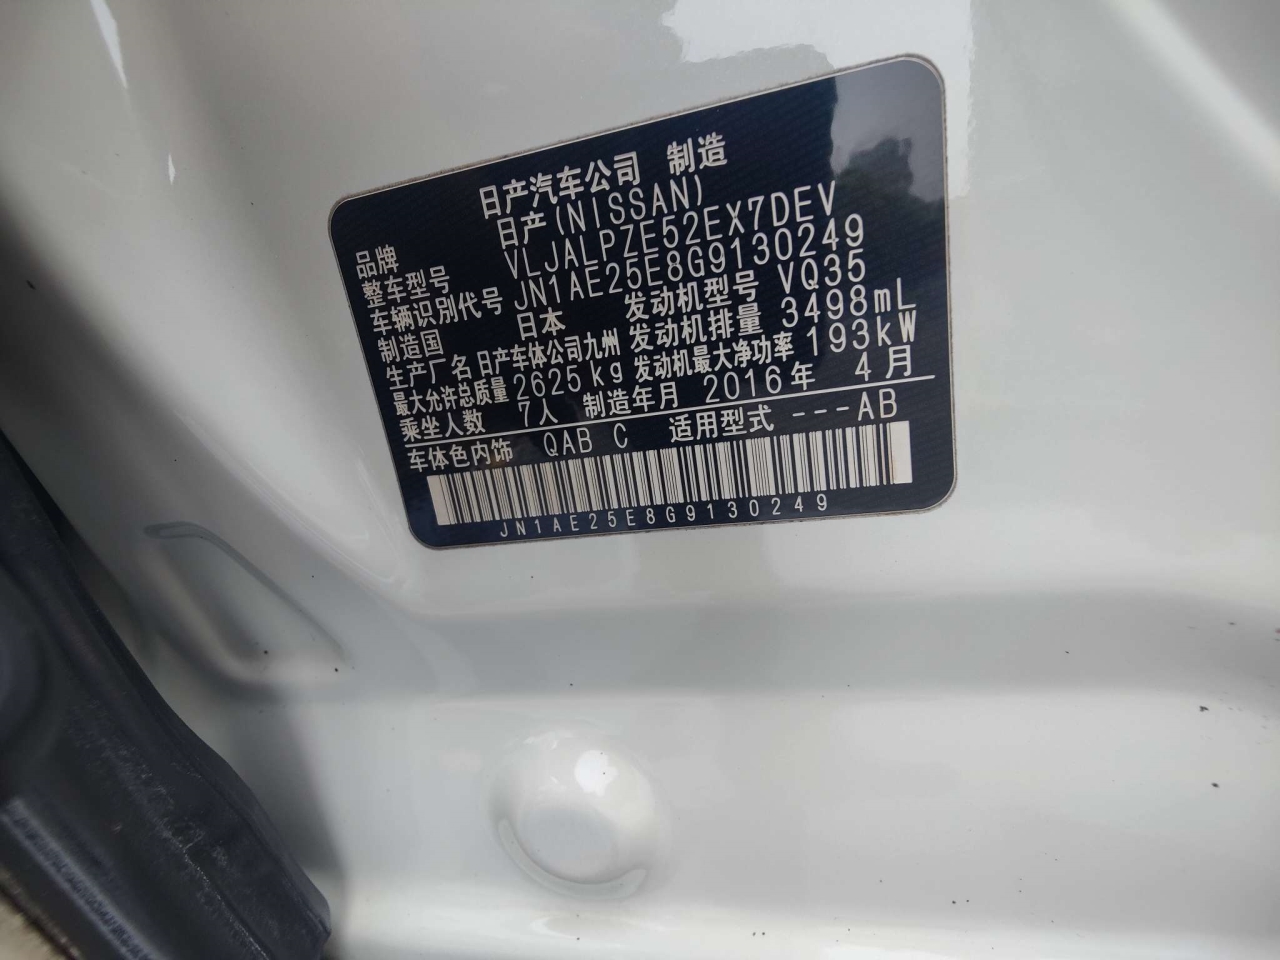 日产汽车公司 制造
品牌 日产(NISSAN)
整车型号 VLJALPZE52EX7DEV
车辆识别代号 JN1AE25E8G9130249
制造国 日本 发动机型号 VQ35
生产厂名 日产车体公司九州 发动机排量 3498mL
最大允许总质量 2625kg 发动机最大净功率 193kW
乘坐人数 7人 制造年月 2016年 4月
车体色内饰 QAB C 适用型式 ---AB
JN1AE25E8G9130249